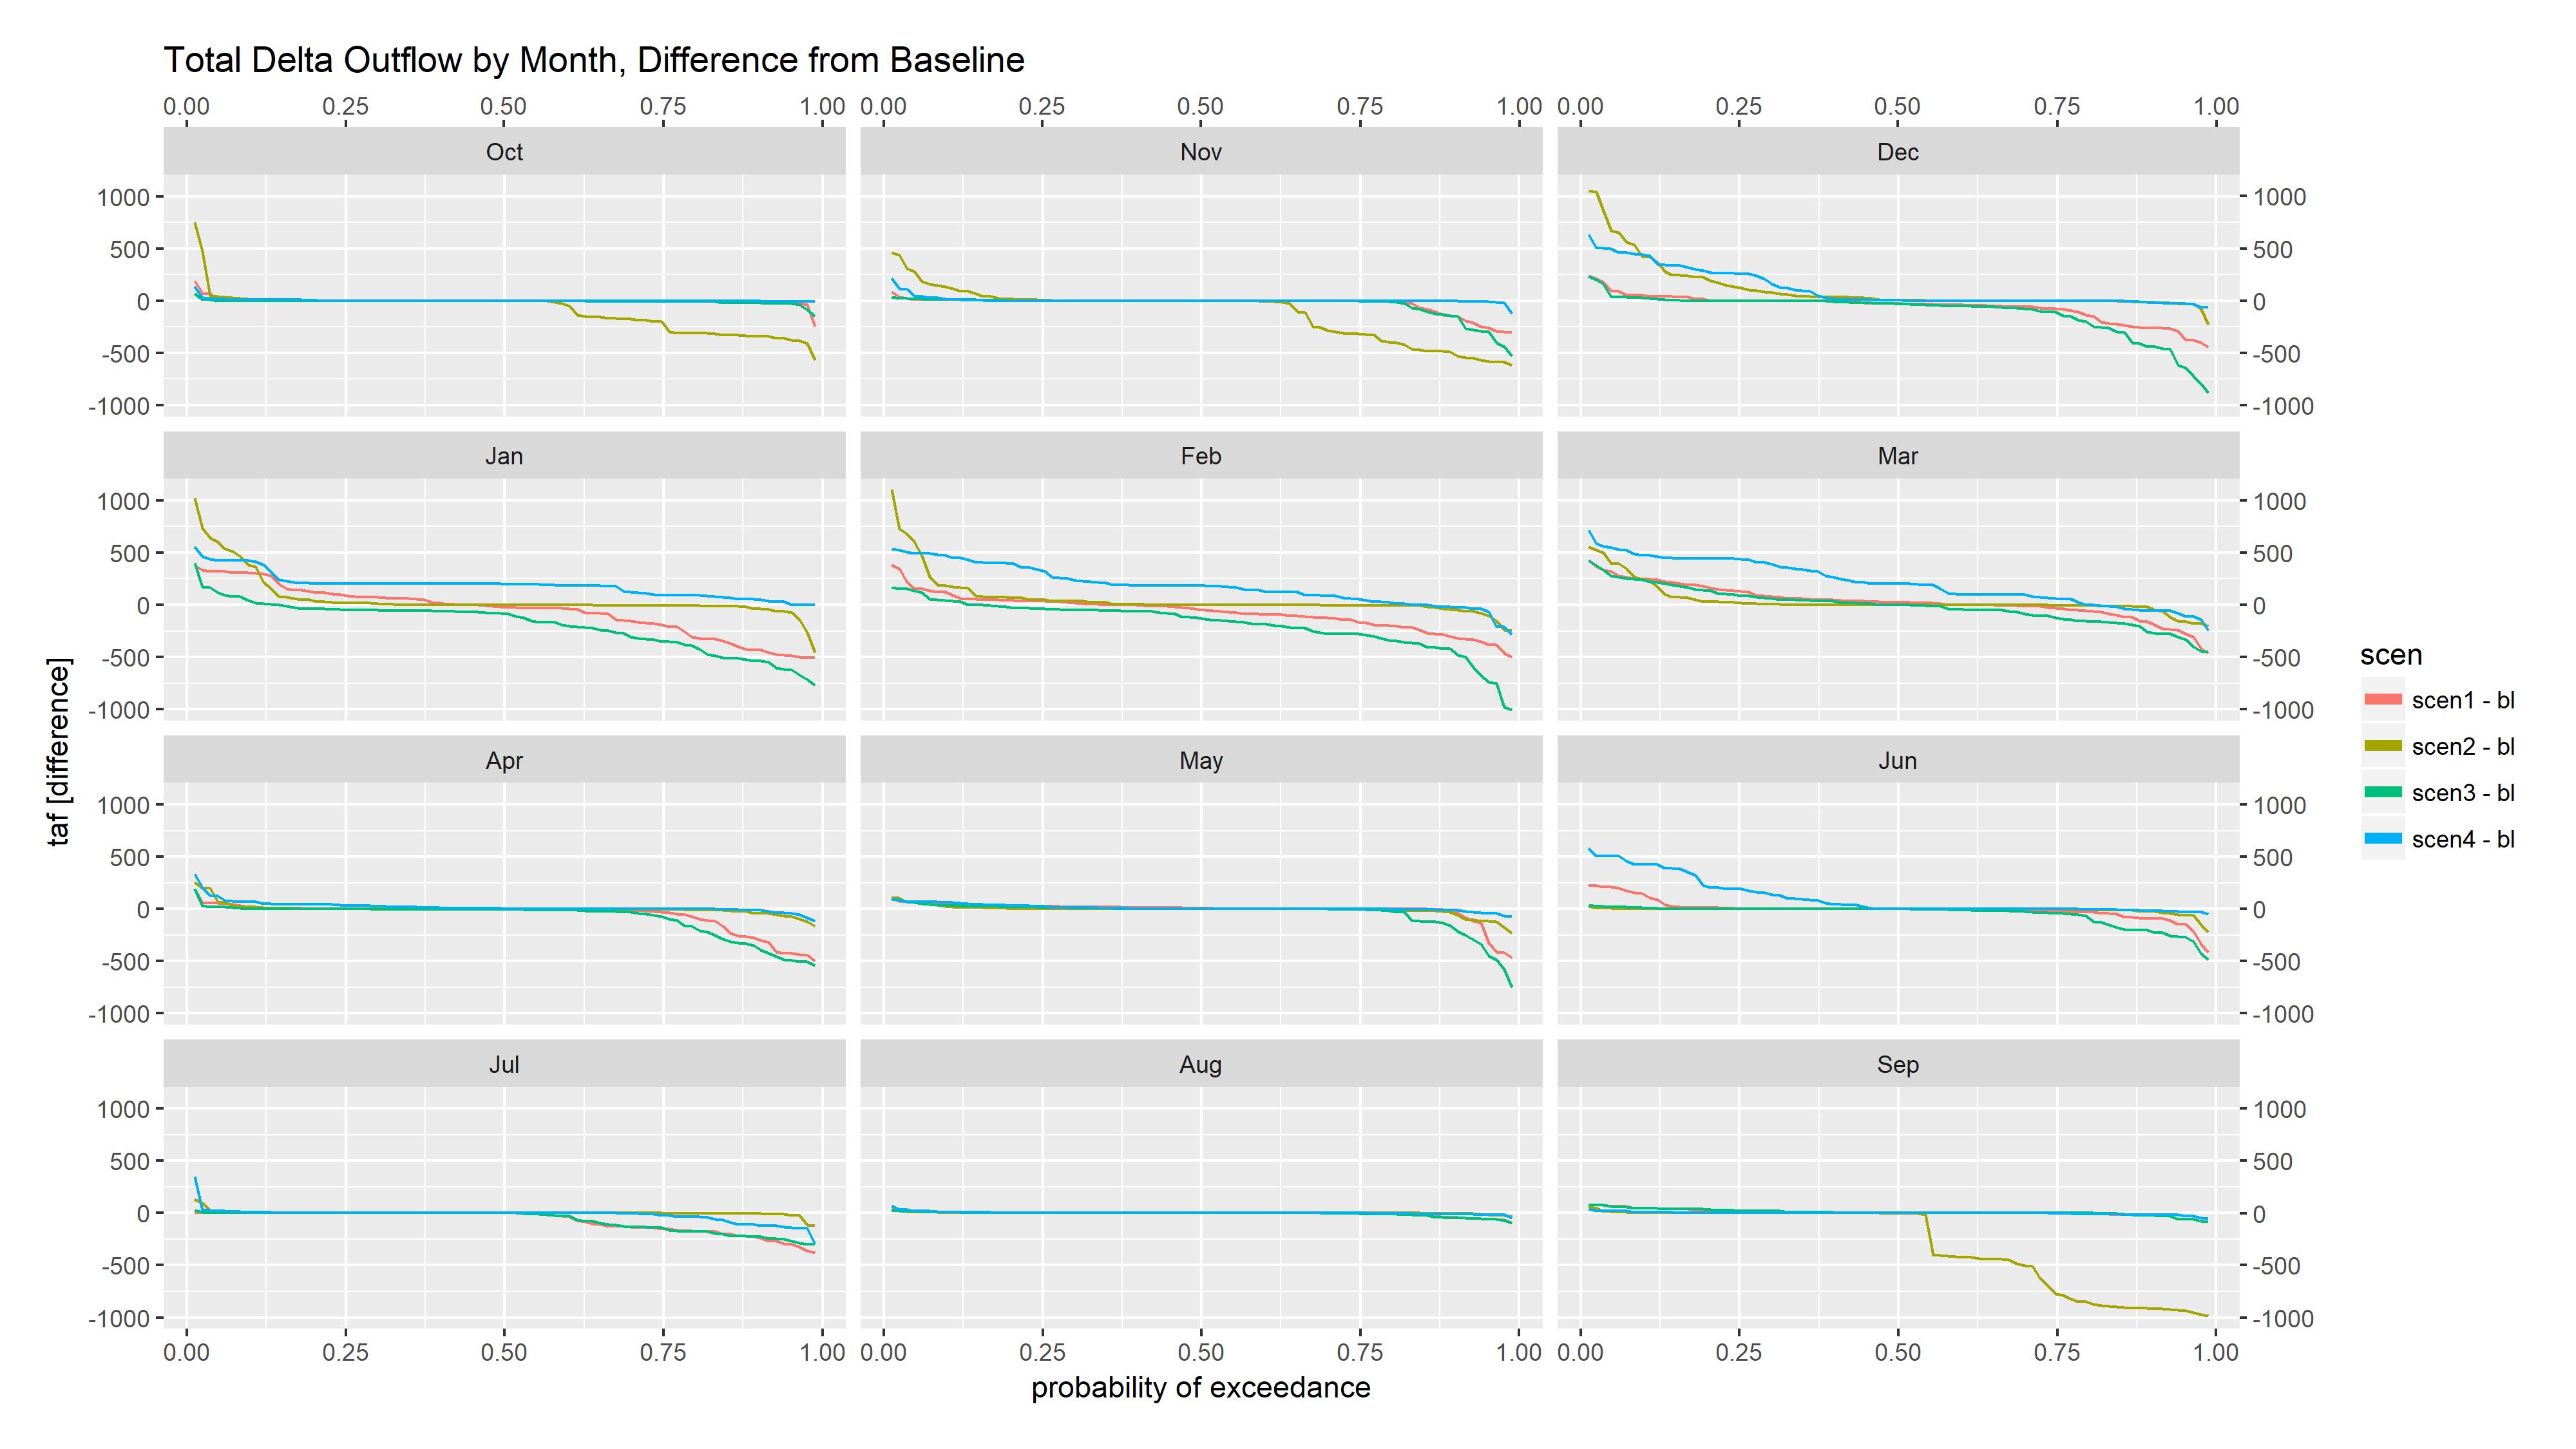 Total Delta Outflow by Month, Difference from Baseline
0.00 0.25 0.50 0.75 1.00 0.00 0.25 0.50 0.75 1.00 0.00 0.25 0.50 0.75 1.00
Oct Nov Dec
1000 1000
500 500
0 0
-500 -500
-1000 -1000
Jan Feb Mar
1000 1000
500 500
0 0
-500 -500
-1000 -1000
Apr May Jun
1000 1000
500 500
0 0
-500 -500
-1000 -1000
Jul Aug Sep
1000 1000
500 500
0 0
-500 -500
-1000 -1000
0.00 0.25 0.50 0.75 1.00 0.00 0.25 0.50 0.75 1.00 0.00 0.25 0.50 0.75 1.00
probability of exceedance
taf [difference]
scen
scen1 - bl
scen2 - bl
scen3 - bl
scen4 - bl